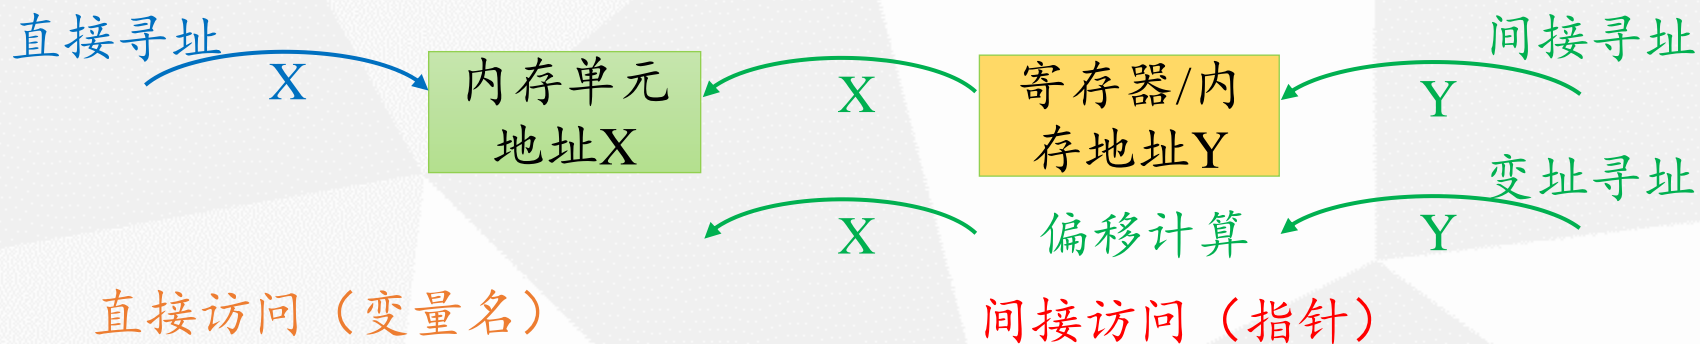 直接寻址
X
内存单元
地址X
X
寄存器/内
存地址Y
间接寻址
Y
变址寻址
X
偏移计算
Y
直接访问（变量名）
间接访问（指针）